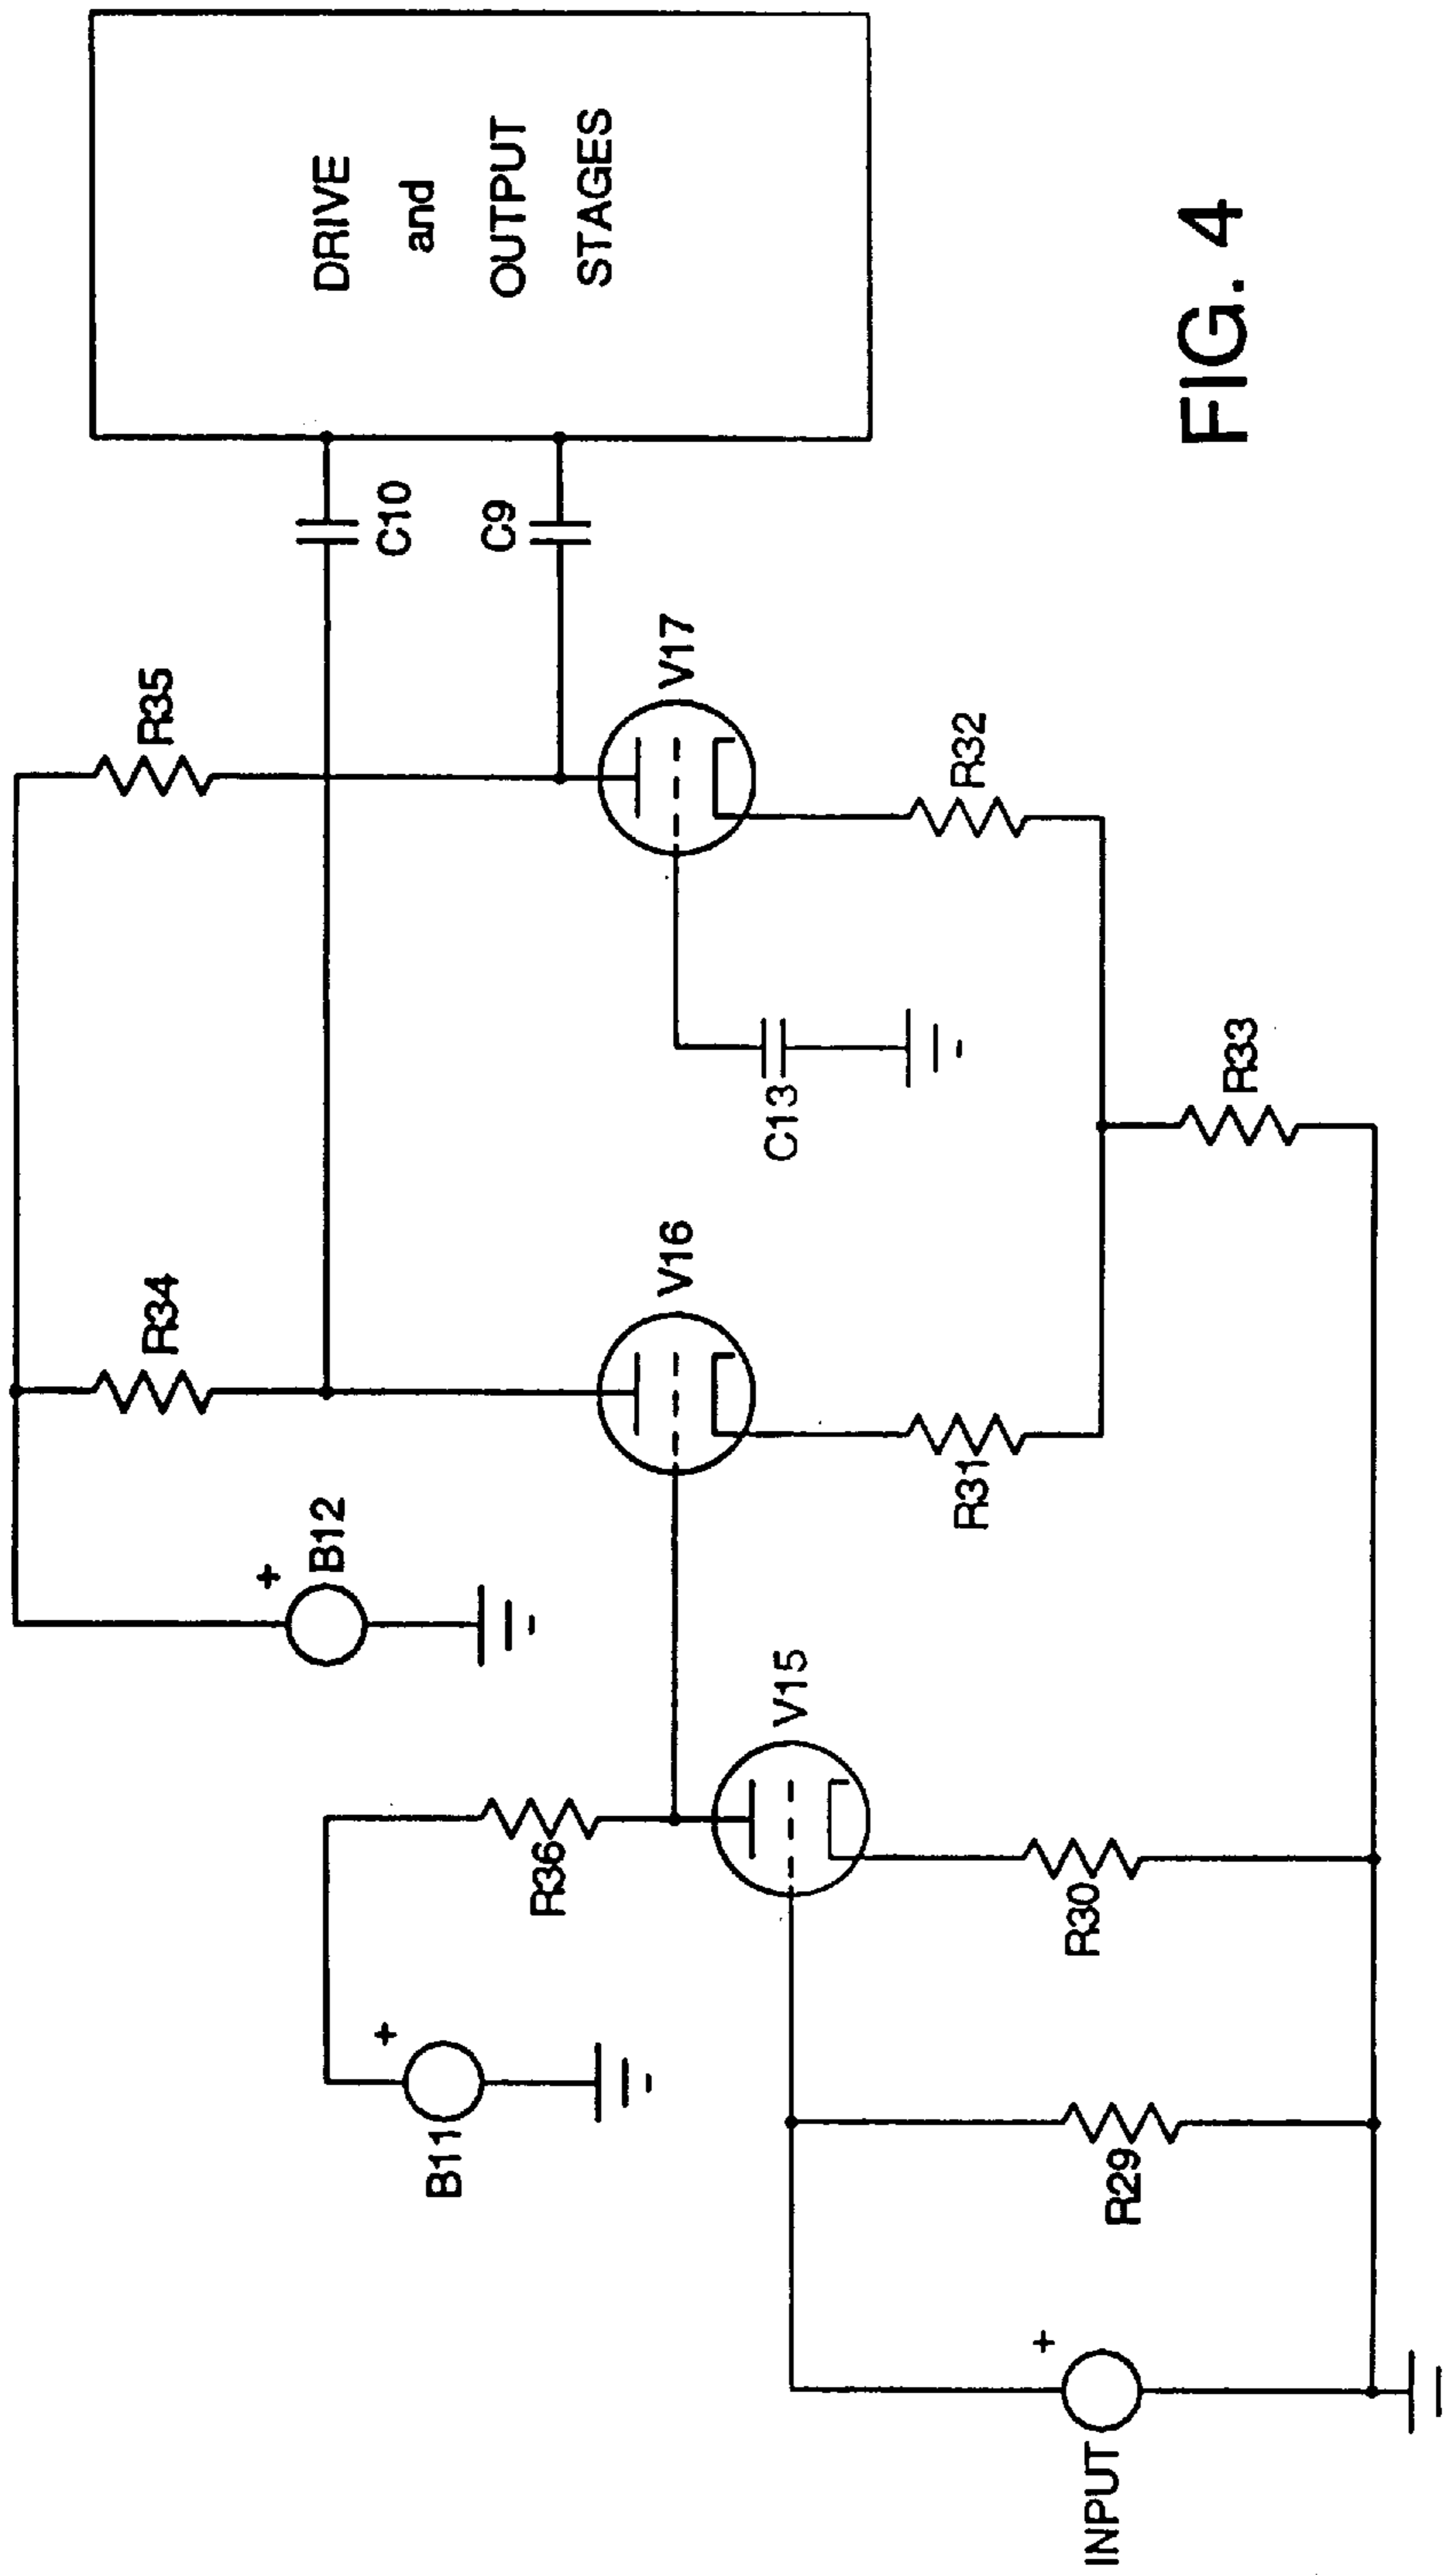 R34
R35
+
B12
+
B11
R36
C10
C9
DRIVE
and
OUTPUT
STAGES
V16
V17
V15
C13
R31
R32
R30
R29
R33
+
INPUT
FIG. 4